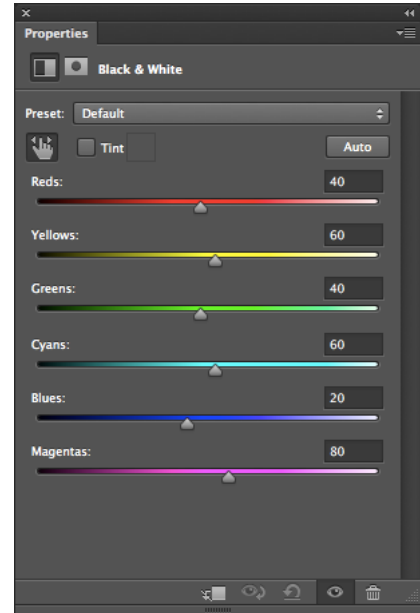 Properties
Black & White
Preset: Default
Tint Auto
Reds: 40
Yellows: 60
Greens: 40
Cyans: 60
Blues: 20
Magentas: 80